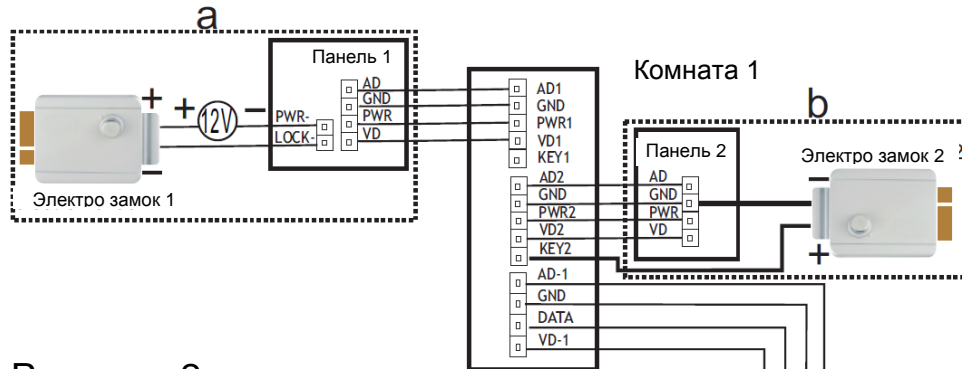 a
Панель 1
AD
GND
PWR
VD
PWR-
LOCK-
+
+
12V
−
−
Электро замок 1
AD1
GND
PWR1
VD1
KEY1
AD2
GND
PWR2
VD2
KEY2
AD-1
GND
DATA
VD-1
Комната 1
b
Панель 2
AD
GND
PWR
VD
Электро замок 2
−
+